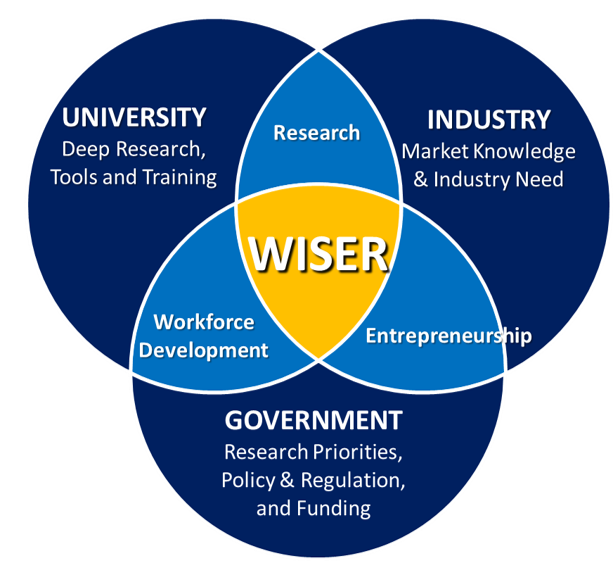 UNIVERSITY
Deep Research,
Tools and Training
Research
INDUSTRY
Market Knowledge
& Industry Need
WISER
Workforce
Development
Entrepreneurship
GOVERNMENT
Research Priorities,
Policy & Regulation,
and Funding